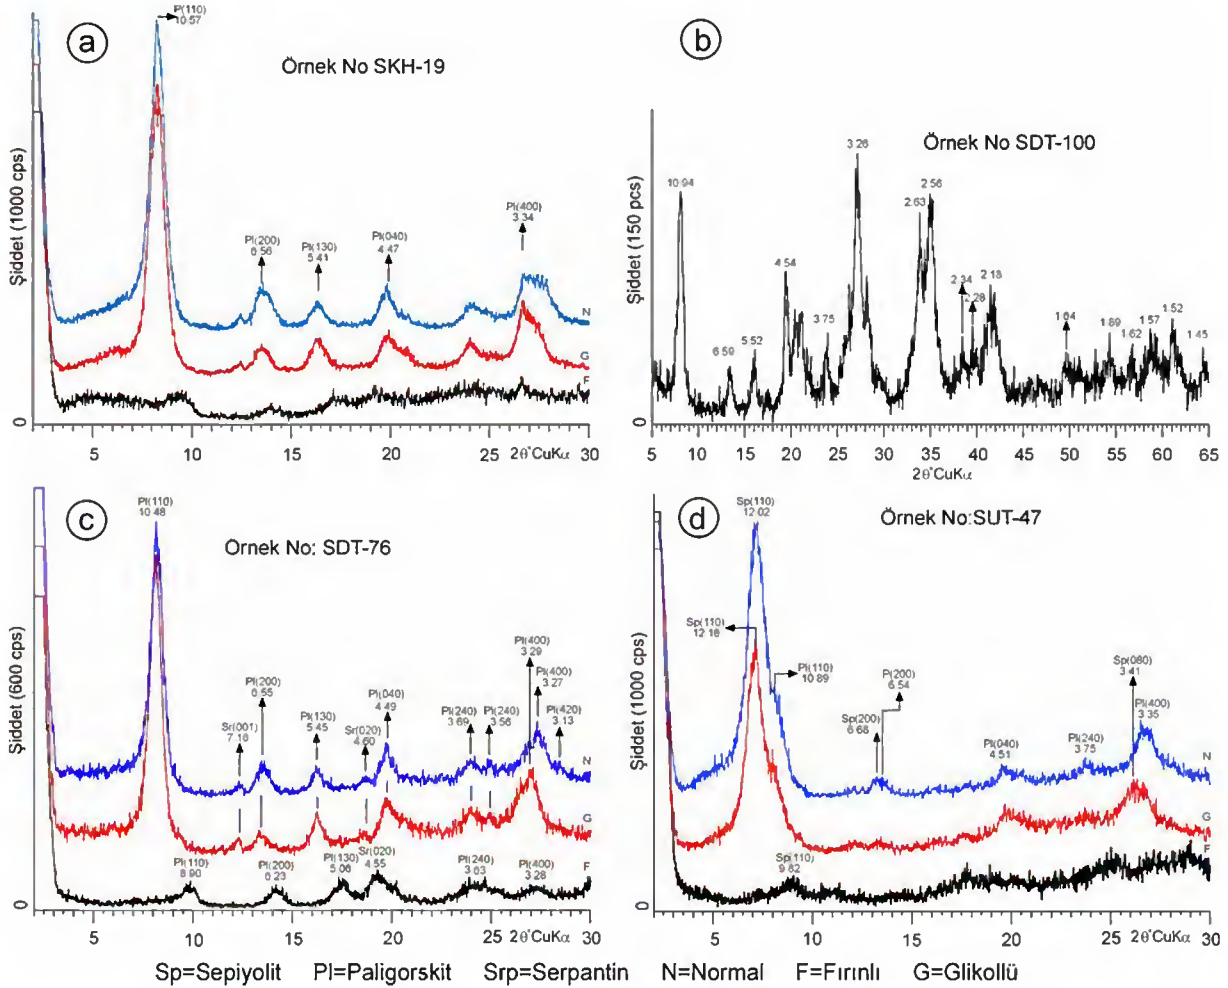 a
Örnek No SKH-19
P(110)
10.57
Pl(200)
6.56
Pl(130)
5.41
Pl(040)
4.47
Pl(400)
3.34
N
G
F
Şiddet (1000 cps)
0
5 10 15 20 25 30
2θ°CuKα
b
Örnek No SDT-100
10.94
6.59
5.52
4.54
3.75
3.26
2.63
2.56
2.34
2.28
2.18
1.64
1.89
1.62
1.57
1.52
1.45
Şiddet (150 pcs)
0
5 10 15 20 25 30 35 40 45 50 54 60 65
2θ°CuKα
c
Örnek No: SDT-76
Pl(110)
10.48
Sr(001)
7.16
Pl(200)
6.55
Pl(130)
5.45
Sr(020)
4.60
Pl(040)
4.49
Pl(240)
3.69
Pl(240)
3.56
Pl(400)
3.29
Pl(400)
3.27
Pl(420)
3.13
N
G
F
Pl(110)
8.90
Pl(200)
6.23
Pl(130)
5.06
Sr(020)
4.55
Pl(240)
3.63
Pl(400)
3.28
Şiddet (600 cps)
0
5 10 15 20 25 2θ°CuKα 30
d
Örnek No:SUT-47
Sp(110)
12.02
Sp(110)
12.16
Pl(110)
10.89
P(200)
6.54
Sp(200)
6.68
Pl(040)
4.51
Pl(240)
3.75
Sp(080)
3.41
Pl(400)
3.35
N
G
F
Sp(110)
9.82
Şiddet (1000 cps)
0
5 10 15 20 25 2θ°CuKα 30
Sp=Sepiyolit Pl=Paligorskit Srp=Serpantin N=Normal F=Fırınlı G=Glikollü